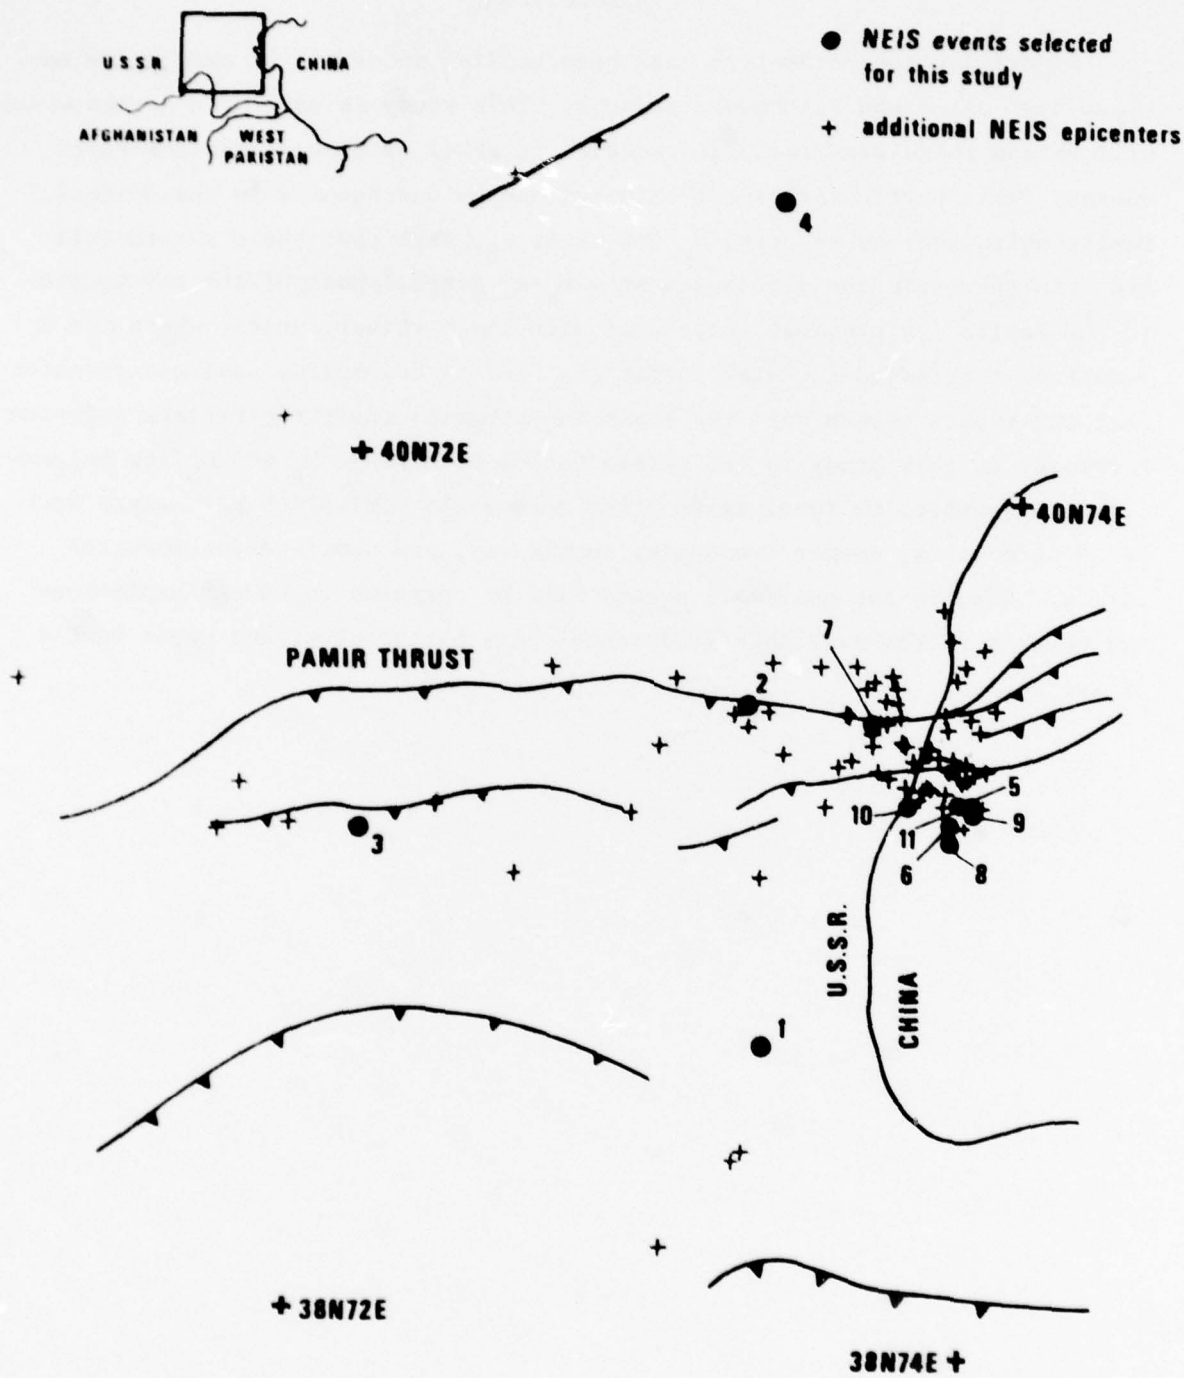 USSR
CHINA
AFGHANISTAN
WEST
PAKISTAN
NEIS events selected
for this study
+ additional NEIS epicenters
4
+ 40N72E
+ 40N74E
7
PAMIR THRUST
2
3
10
5
11
9
6
8
U.S.S.R.
CHINA
1
+ 38N72E
38N74E +